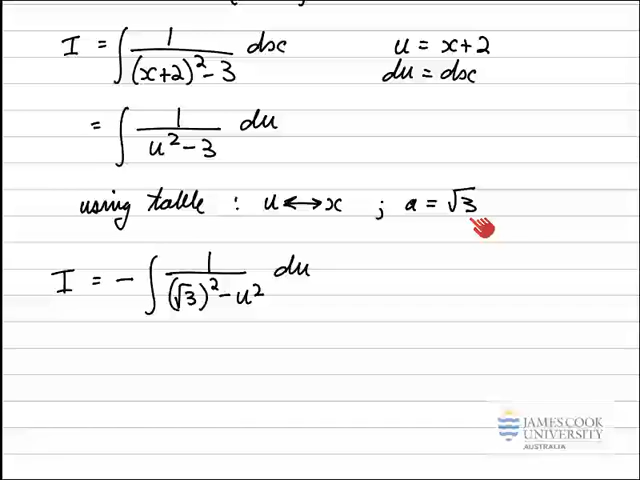 I = ∫ 1/((x+2)² - 3) dx    u = x+2
du = dx
= ∫ 1/(u² - 3) du
using table : u ↔ x ; a = √3
I = - ∫ 1/((√3)² - u²) du
JAMES COOK
UNIVERSITY
AUSTRALIA